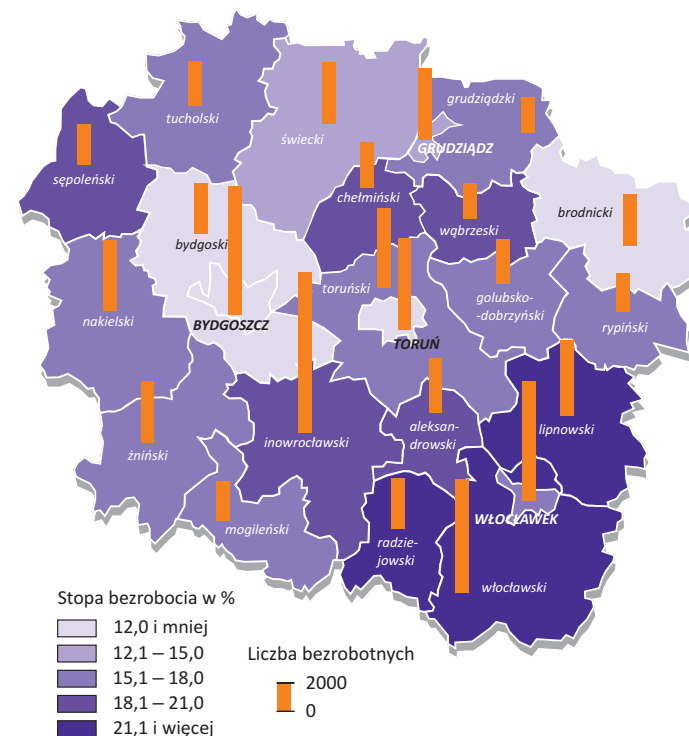 tucholski
świecki
grudziądzki
GRUDZIĄDZ
sępoleński
chełmiński
wąbrzeski
brodnicki
bydgoski
nakielski
BYDGOSZCZ
toruński
TORUŃ
golubsko-
-dobrzyński
rypiński
żniński
inowrocławski
aleksan-
drowski
lipnowski
mogileński
radzie-
jowski
WŁOCŁAWEK
włocławski
Stopa bezrobocia w %
12,0 i mniej
12,1 – 15,0
15,1 – 18,0
18,1 – 21,0
21,1 i więcej
Liczba bezrobotnych
2000
0